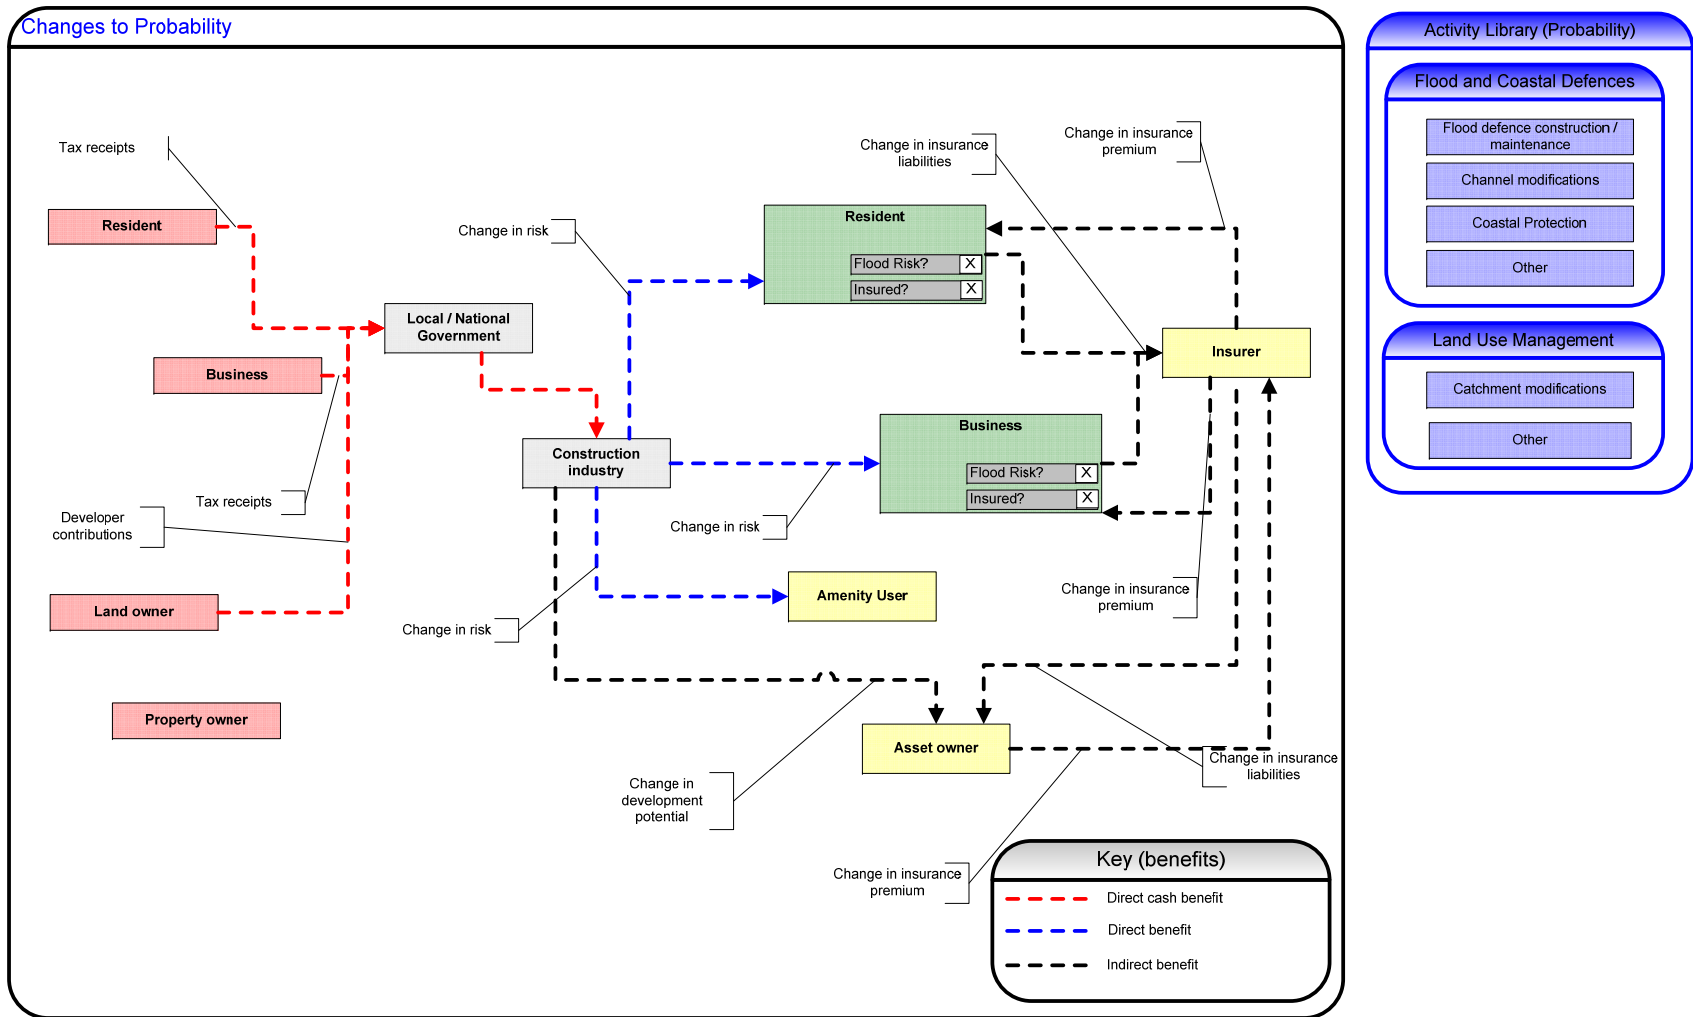 Changes to Probability
Activity Library (Probability)
Flood and Coastal Defences
Flood defence construction /
maintenance
Channel modifications
Coastal Protection
Other
Land Use Management
Catchment modifications
Other
Tax receipts
Resident
Change in risk
Change in insurance
liabilities
Change in insurance
premium
Resident
Flood Risk?
X
Insured?
X
Local / National
Government
Insurer
Business
Business
Flood Risk?
X
Insured?
X
Construction
industry
Tax receipts
Developer
contributions
Change in risk
Land owner
Change in risk
Amenity User
Change in insurance
premium
Property owner
Asset owner
Change in insurance
liabilities
Change in
development
potential
Change in insurance
premium
Key (benefits)
Direct cash benefit
Direct benefit
Indirect benefit